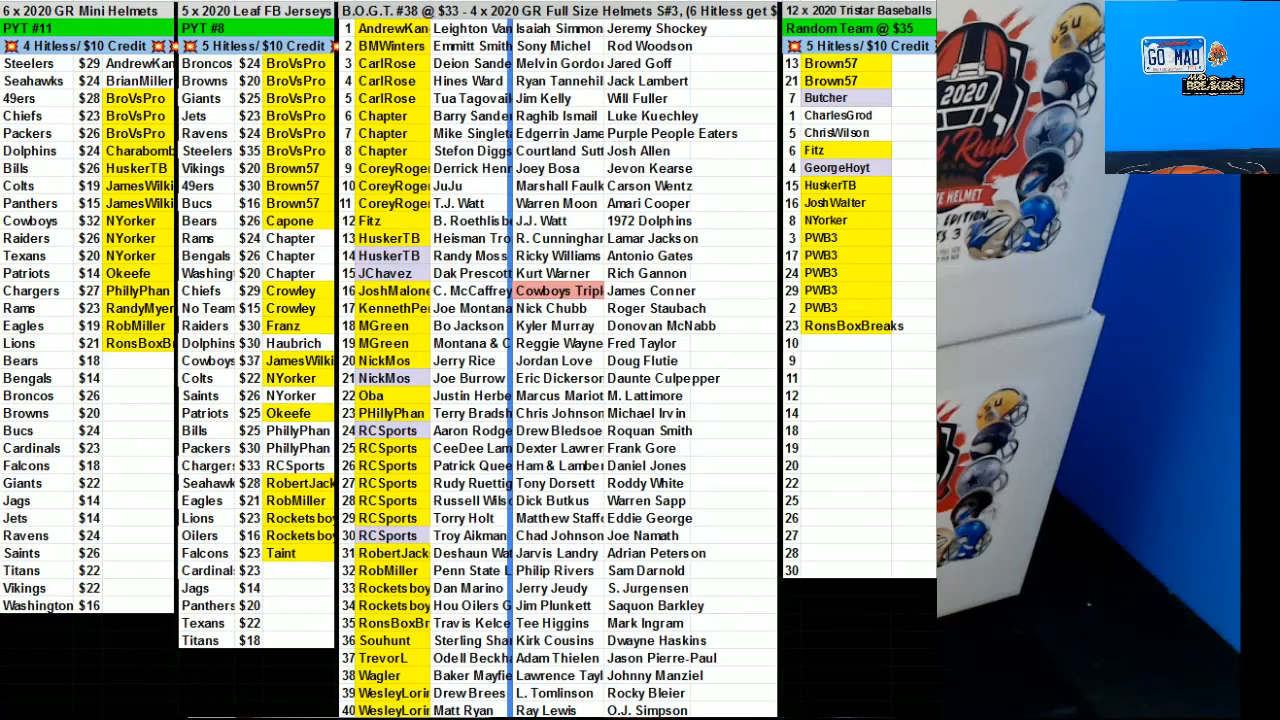 6 x 2020 GR Mini Helmets
PYT #11
4 Hitless/ $10 Credit
Steelers $29 AndrewKan
Seahawks $24 BrianMiller
49ers $28 BroVsPro
Chiefs $23 BroVsPro
Packers $26 BroVsPro
Dolphins $24 Charabomb
Bills $26 HuskerTB
Colts $19 JamesWilki
Panthers $15 JamesWilki
Cowboys $32 NYorker
Raiders $26 NYorker
Texans $20 NYorker
Patriots $14 Okeefe
Chargers $27 PhillyPhan
Rams $23 RandyMyer
Eagles $19 RobMiller
Lions $21 RonsBoxBr
Bears $18
Bengals $14
Broncos $26
Browns $20
Bucs $24
Cardinals $23
Falcons $18
Giants $22
Jags $14
Jets $14
Ravens $24
Saints $26
Titans $22
Vikings $22
Washington $16
5 x 2020 Leaf FB Jerseys
PYT #8
5 Hitless/ $10 Credit
Broncos $24 BroVsPro
Browns $20 BroVsPro
Giants $25 BroVsPro
Jets $23 BroVsPro
Ravens $24 BroVsPro
Steelers $35 BroVsPro
Vikings $20 Brown57
49ers $30 Brown57
Bucs $16 Brown57
Bears $26 Capone
Rams $24 Chapter
Bengals $26 Chapter
Washing $20 Chapter
Chiefs $29 Crowley
No Team $15 Crowley
Raiders $30 Franz
Dolphins $30 Haubrich
Cowboys $37 JamesWilki
Colts $22 NYorker
Saints $26 NYorker
Patriots $25 Okeefe
Bills $25 PhillyPhan
Packers $30 PhillyPhan
Chargers $33 RCSports
Seahawk $28 RobertJack
Eagles $21 RobMiller
Lions $23 Rocketsboy
Oilers $16 Rocketsboy
Falcons $23 Taint
Cardinals $23
Jags $14
Panthers $20
Texans $22
Titans $18
B.O.G.T. #38 @ $33 - 4 x 2020 GR Full Size Helmets S#3, (6 Hitless get $
1 AndrewKan Leighton Van Isaiah Simmon Jeremy Shockey
2 BMWinters Emmitt Smith Sony Michel Rod Woodson
3 CarlRose Deion Sande Melvin Gordon Jared Goff
4 CarlRose Hines Ward Ryan Tannehil Jack Lambert
5 CarlRose Tua Tagovail Jim Kelly Will Fuller
6 Chapter Barry Sander Raghib Ismail Luke Kuechley
7 Chapter Mike Singleta Edgerrin Jame Purple People Eaters
8 Chapter Stefon Diggs Courtland Sutt Josh Allen
9 CoreyRoger Derrick Henr Joey Bosa Jevon Kearse
10 CoreyRoger JuJu Marshall Faulk Carson Wentz
11 CoreyRoger T.J. Watt Warren Moon Amari Cooper
12 Fitz B. Roethlisb J.J. Watt 1972 Dolphins
13 HuskerTB Heisman Tro R. Cunninghar Lamar Jackson
14 HuskerTB Randy Moss Ricky Williams Antonio Gates
15 JChavez Dak Prescott Kurt Warner Rich Gannon
16 JoshMalone C. McCaffrey Cowboys Tripl James Conner
17 KennethPer Joe Montana Nick Chubb Roger Staubach
18 MGreen Bo Jackson Kyler Murray Donovan McNabb
19 MGreen Montana & C Reggie Wayne Fred Taylor
20 NickMos Jerry Rice Jordan Love Doug Flutie
21 NickMos Joe Burrow Eric Dickerson Daunte Culpepper
22 Oba Justin Herbe Marcus Mariot M. Lattimore
23 PHillyPhan Terry Bradsh Chris Johnson Michael Irvin
24 RCSports Aaron Rodge Drew Bledsoe Roquan Smith
25 RCSports CeeDee Lam Dexter Lawrer Frank Gore
26 RCSports Patrick Quee Ham & Lamber Daniel Jones
27 RCSports Rudy Ruettig Tony Dorsett Roddy White
28 RCSports Russell Wils Dick Butkus Warren Sapp
29 RCSports Torry Holt Matthew Staff Eddie George
30 RCSports Troy Aikman Chad Johnson Joe Namath
31 RobertJack Deshaun Wat Jarvis Landry Adrian Peterson
32 RobMiller Penn State L Philip Rivers Sam Darnold
33 Rocketsboy Dan Marino Jerry Jeudy S. Jurgensen
34 Rocketsboy Hou Oilers G Jim Plunkett Saquon Barkley
35 RonsBoxBr Travis Kelce Tee Higgins Mark Ingram
36 Souhunt Sterling Shar Kirk Cousins Dwayne Haskins
37 TrevorL Odell Beckha Adam Thielen Jason Pierre-Paul
38 Wagler Baker Mayfie Lawrence Tayl Johnny Manziel
39 WesleyLorin Drew Brees L. Tomlinson Rocky Bleier
40 WesleyLorin Matt Ryan Ray Lewis O.J. Simpson
12 x 2020 Tristar Baseballs
Random Team @ $35
5 Hitless/ $10 Credit
13 Brown57
21 Brown57
7 Butcher
1 CharlesGrod
5 ChrisWilson
6 Fitz
4 GeorgeHoyt
15 HuskerTB
16 JoshWalter
8 NYorker
3 PWB3
17 PWB3
24 PWB3
29 PWB3
2 PWB3
23 RonsBoxBreaks
10
9
11
12
14
18
19
20
22
25
26
27
28
30
2020
EDITION
GO MAD
MAD BREAKERS